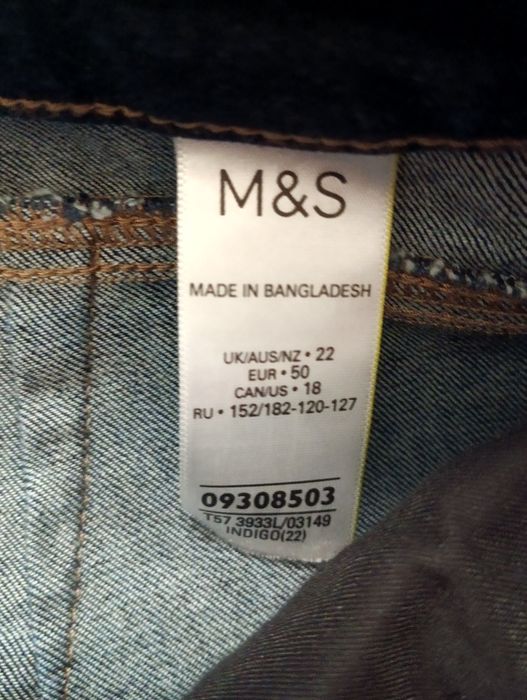 M&S
MADE IN BANGLADESH
UK/AUS/NZ • 22
EUR • 50
CAN/US • 18
RU • 152/182-120-127
09308503
T57 3933L/03149
INDIGO(22)